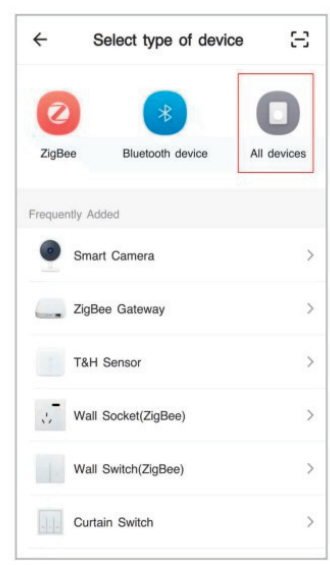 Select type of device
ZigBee
Bluetooth device
All devices
Frequently Added
Smart Camera
ZigBee Gateway
T&H Sensor
Wall Socket(ZigBee)
Wall Switch(ZigBee)
Curtain Switch